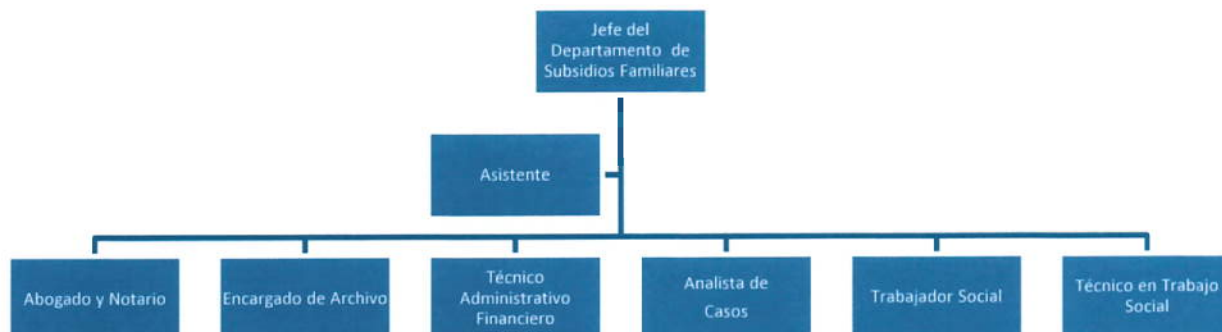 Jefe del
Departamento de
Subsidios Familiares
Asistente
Abogado y Notario
Encargado de Archivo
Técnico
Administrativo
Financiero
Analista de
Casos
Trabajador Social
Técnico en Trabajo
Social